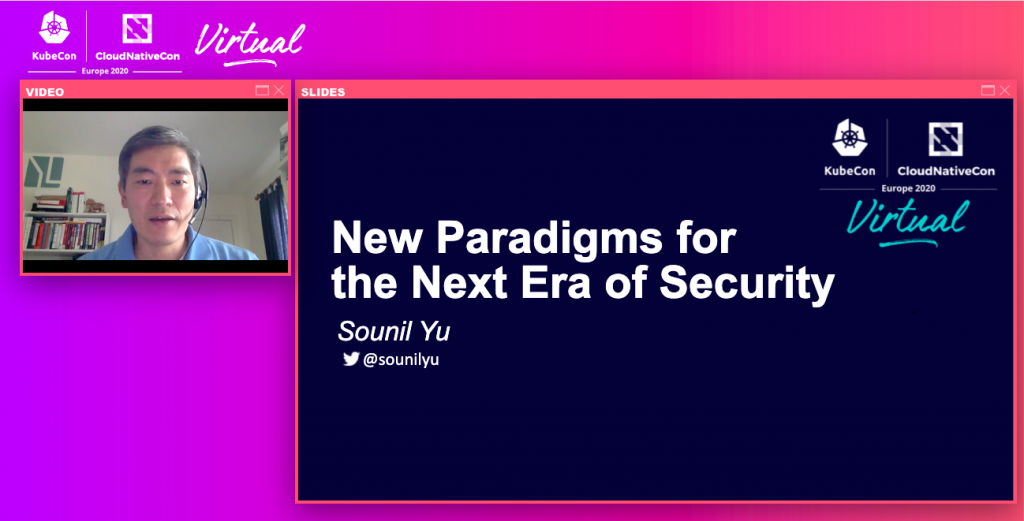 KubeCon
CloudNativeCon
Europe 2020
Virtual
VIDEO
SLIDES
KubeCon
CloudNativeCon
Europe 2020
Virtual
New Paradigms for
the Next Era of Security
Sounil Yu
@sounilyu